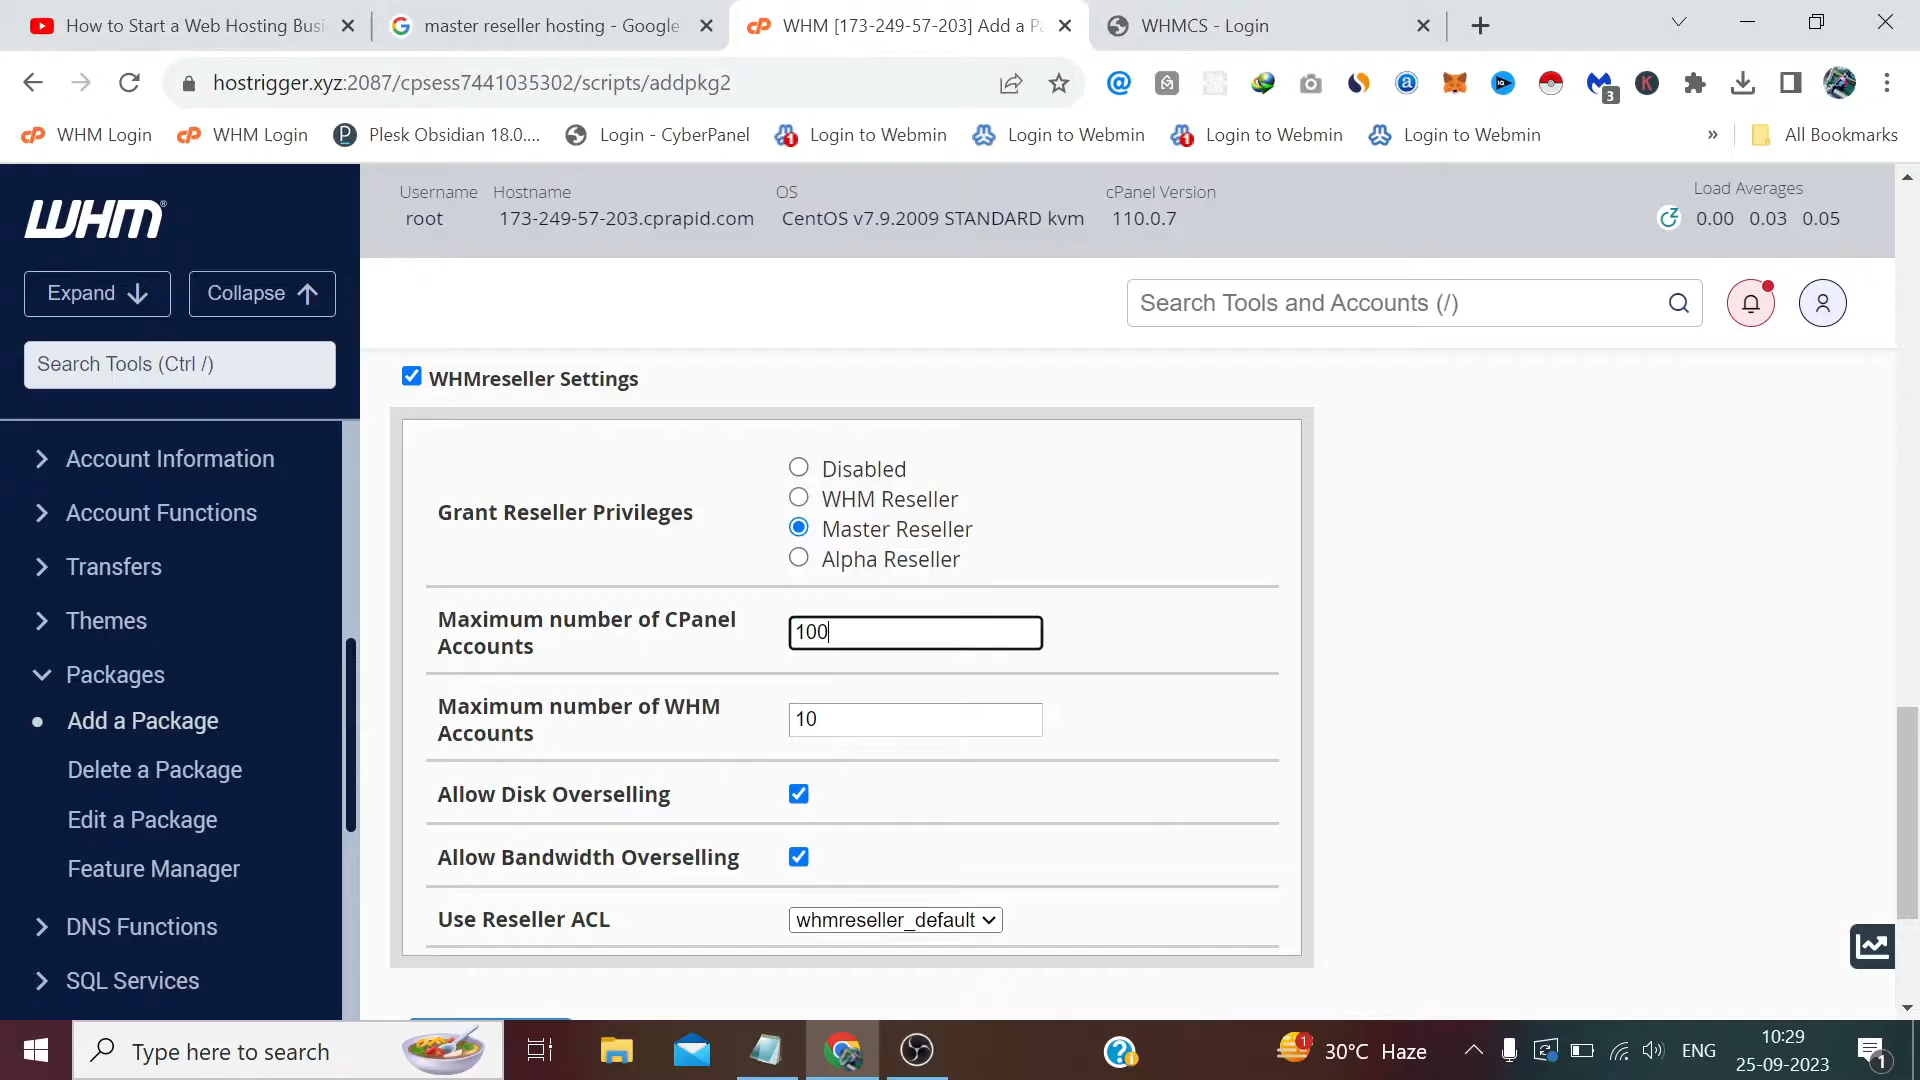 How to Start a Web Hosting Busi
master reseller hosting - Google
WHM [173-249-57-203] Add a Pa
WHMCS - Login
hostrigger.xyz:2087/cpsess7441035302/scripts/addpkg2
3
WHM Login
WHM Login
Plesk Obsidian 18.0....
Login - CyberPanel
Login to Webmin
Login to Webmin
Login to Webmin
Login to Webmin
»
All Bookmarks
WHM
Username Hostname OS cPanel Version Load Averages
root 173-249-57-203.cprapid.com CentOS v7.9.2009 STANDARD kvm 110.0.7 0.00 0.03 0.05
Expand
Collapse
Search Tools (Ctrl /)
Search Tools and Accounts (/)
Account Information
Account Functions
Transfers
Themes
Packages
Add a Package
Delete a Package
Edit a Package
Feature Manager
DNS Functions
SQL Services
WHMreseller Settings
Grant Reseller Privileges
Disabled
WHM Reseller
Master Reseller
Alpha Reseller
Maximum number of CPanel
Accounts
100
Maximum number of WHM
Accounts
10
Allow Disk Overselling
Allow Bandwidth Overselling
Use Reseller ACL
whmreseller_default
Type here to search
1
30°C Haze
ENG
10:29
25-09-2023
1